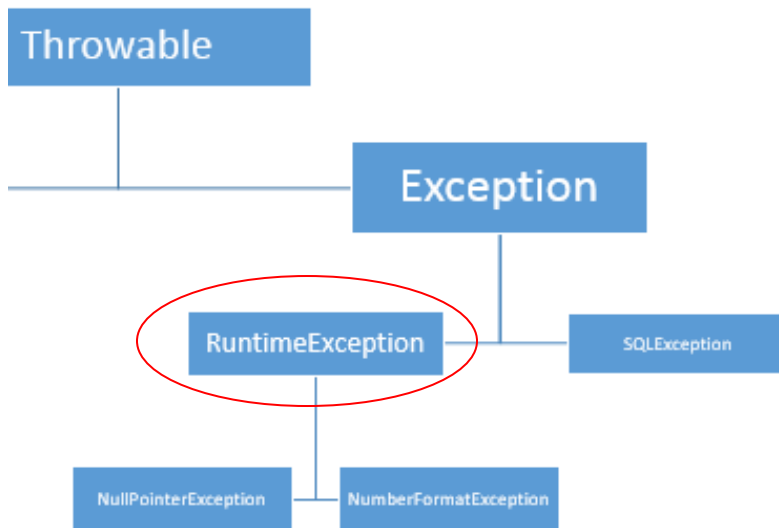 Throwable
Exception
RuntimeException
SQLException
NullPointerException
NumberFormatException